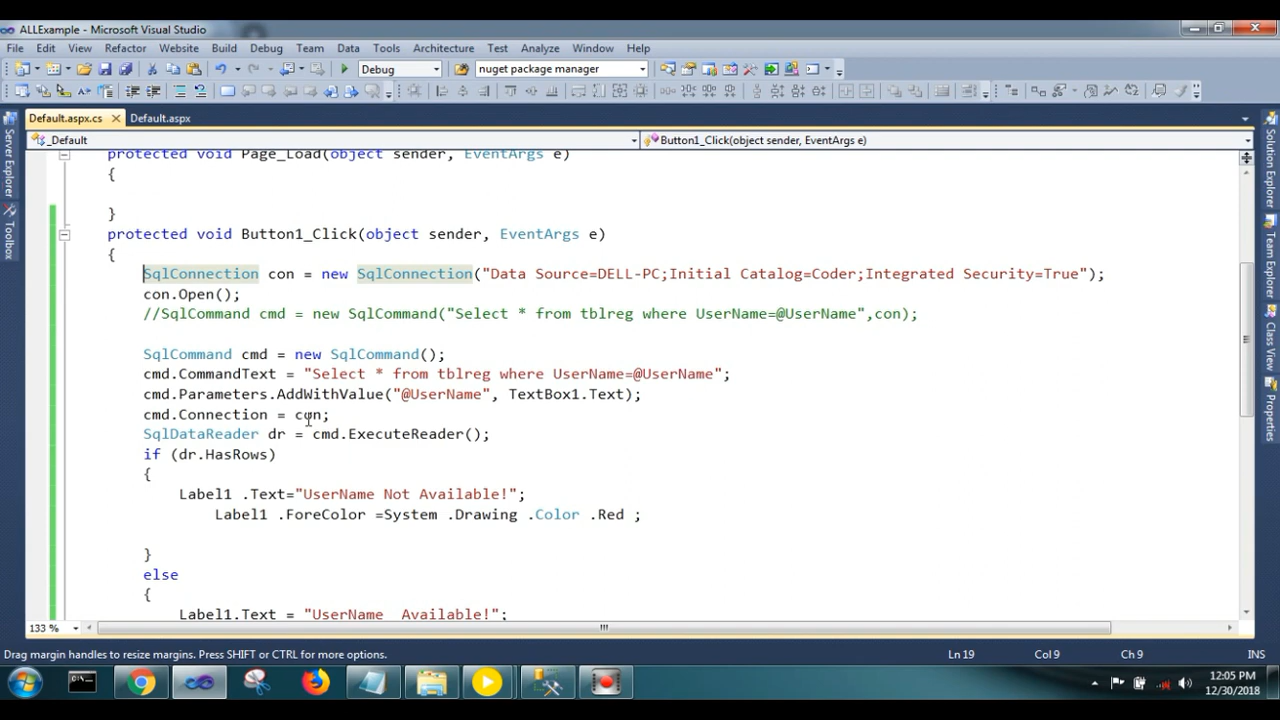 ALLExample - Microsoft Visual Studio
File Edit View Refactor Website Build Debug Team Data Tools Architecture Test Analyze Window Help
Debug nuget package manager
Default.aspx.cs Default.aspx
_Default Button1_Click(object sender, EventArgs e)
Server Explorer
Toolbox
Solution Explorer
Team Explorer
Class View
protected void Page_Load(object sender, EventArgs e)
{
}
protected void Button1_Click(object sender, EventArgs e)
{
SqlConnection con = new SqlConnection("Data Source=DELL-PC;Initial Catalog=Coder;Integrated Security=True");
con.Open();
//SqlCommand cmd = new SqlCommand("Select * from tblreg where UserName=@UserName",con);
SqlCommand cmd = new SqlCommand();
cmd.CommandText = "Select * from tblreg where UserName=@UserName";
cmd.Parameters.AddWithValue("@UserName", TextBox1.Text);
cmd.Connection = con;
SqlDataReader dr = cmd.ExecuteReader();
if (dr.HasRows)
{
Label1 .Text="UserName Not Available!";
Label1 .ForeColor =System .Drawing .Color .Red ;
}
else
{
Label1.Text = "UserName  Available!";
133 %
Drag margin handles to resize margins. Press SHIFT or CTRL for more options. Ln 19 Col 9 Ch 9 INS
12:05 PM
12/30/2018